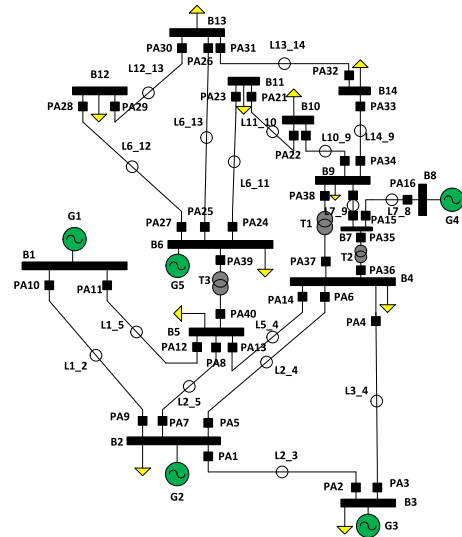 B13
PA30
PA26
PA31
L13_14
L12_13
B12
PA28
PA29
B11
PA23
PA21
L11_10
B10
PA22
L10_9
PA32
B14
PA33
L14_9
PA34
L6_13
L6_12
L6_11
B9
PA38
T1
L7_9
PA15
B7
PA16
B8
L7_8
G4
PA35
T2
PA36
PA27
PA25
PA24
B6
G5
PA39
T3
PA40
G1
B1
PA10
PA11
PA37
B4
PA14
PA6
PA4
L1_5
B5
L5_4
PA12
PA8
PA13
L1_2
L2_5
L2_4
L3_4
PA9
PA7
PA5
B2
PA1
G2
L2_3
PA2
PA3
B3
G3